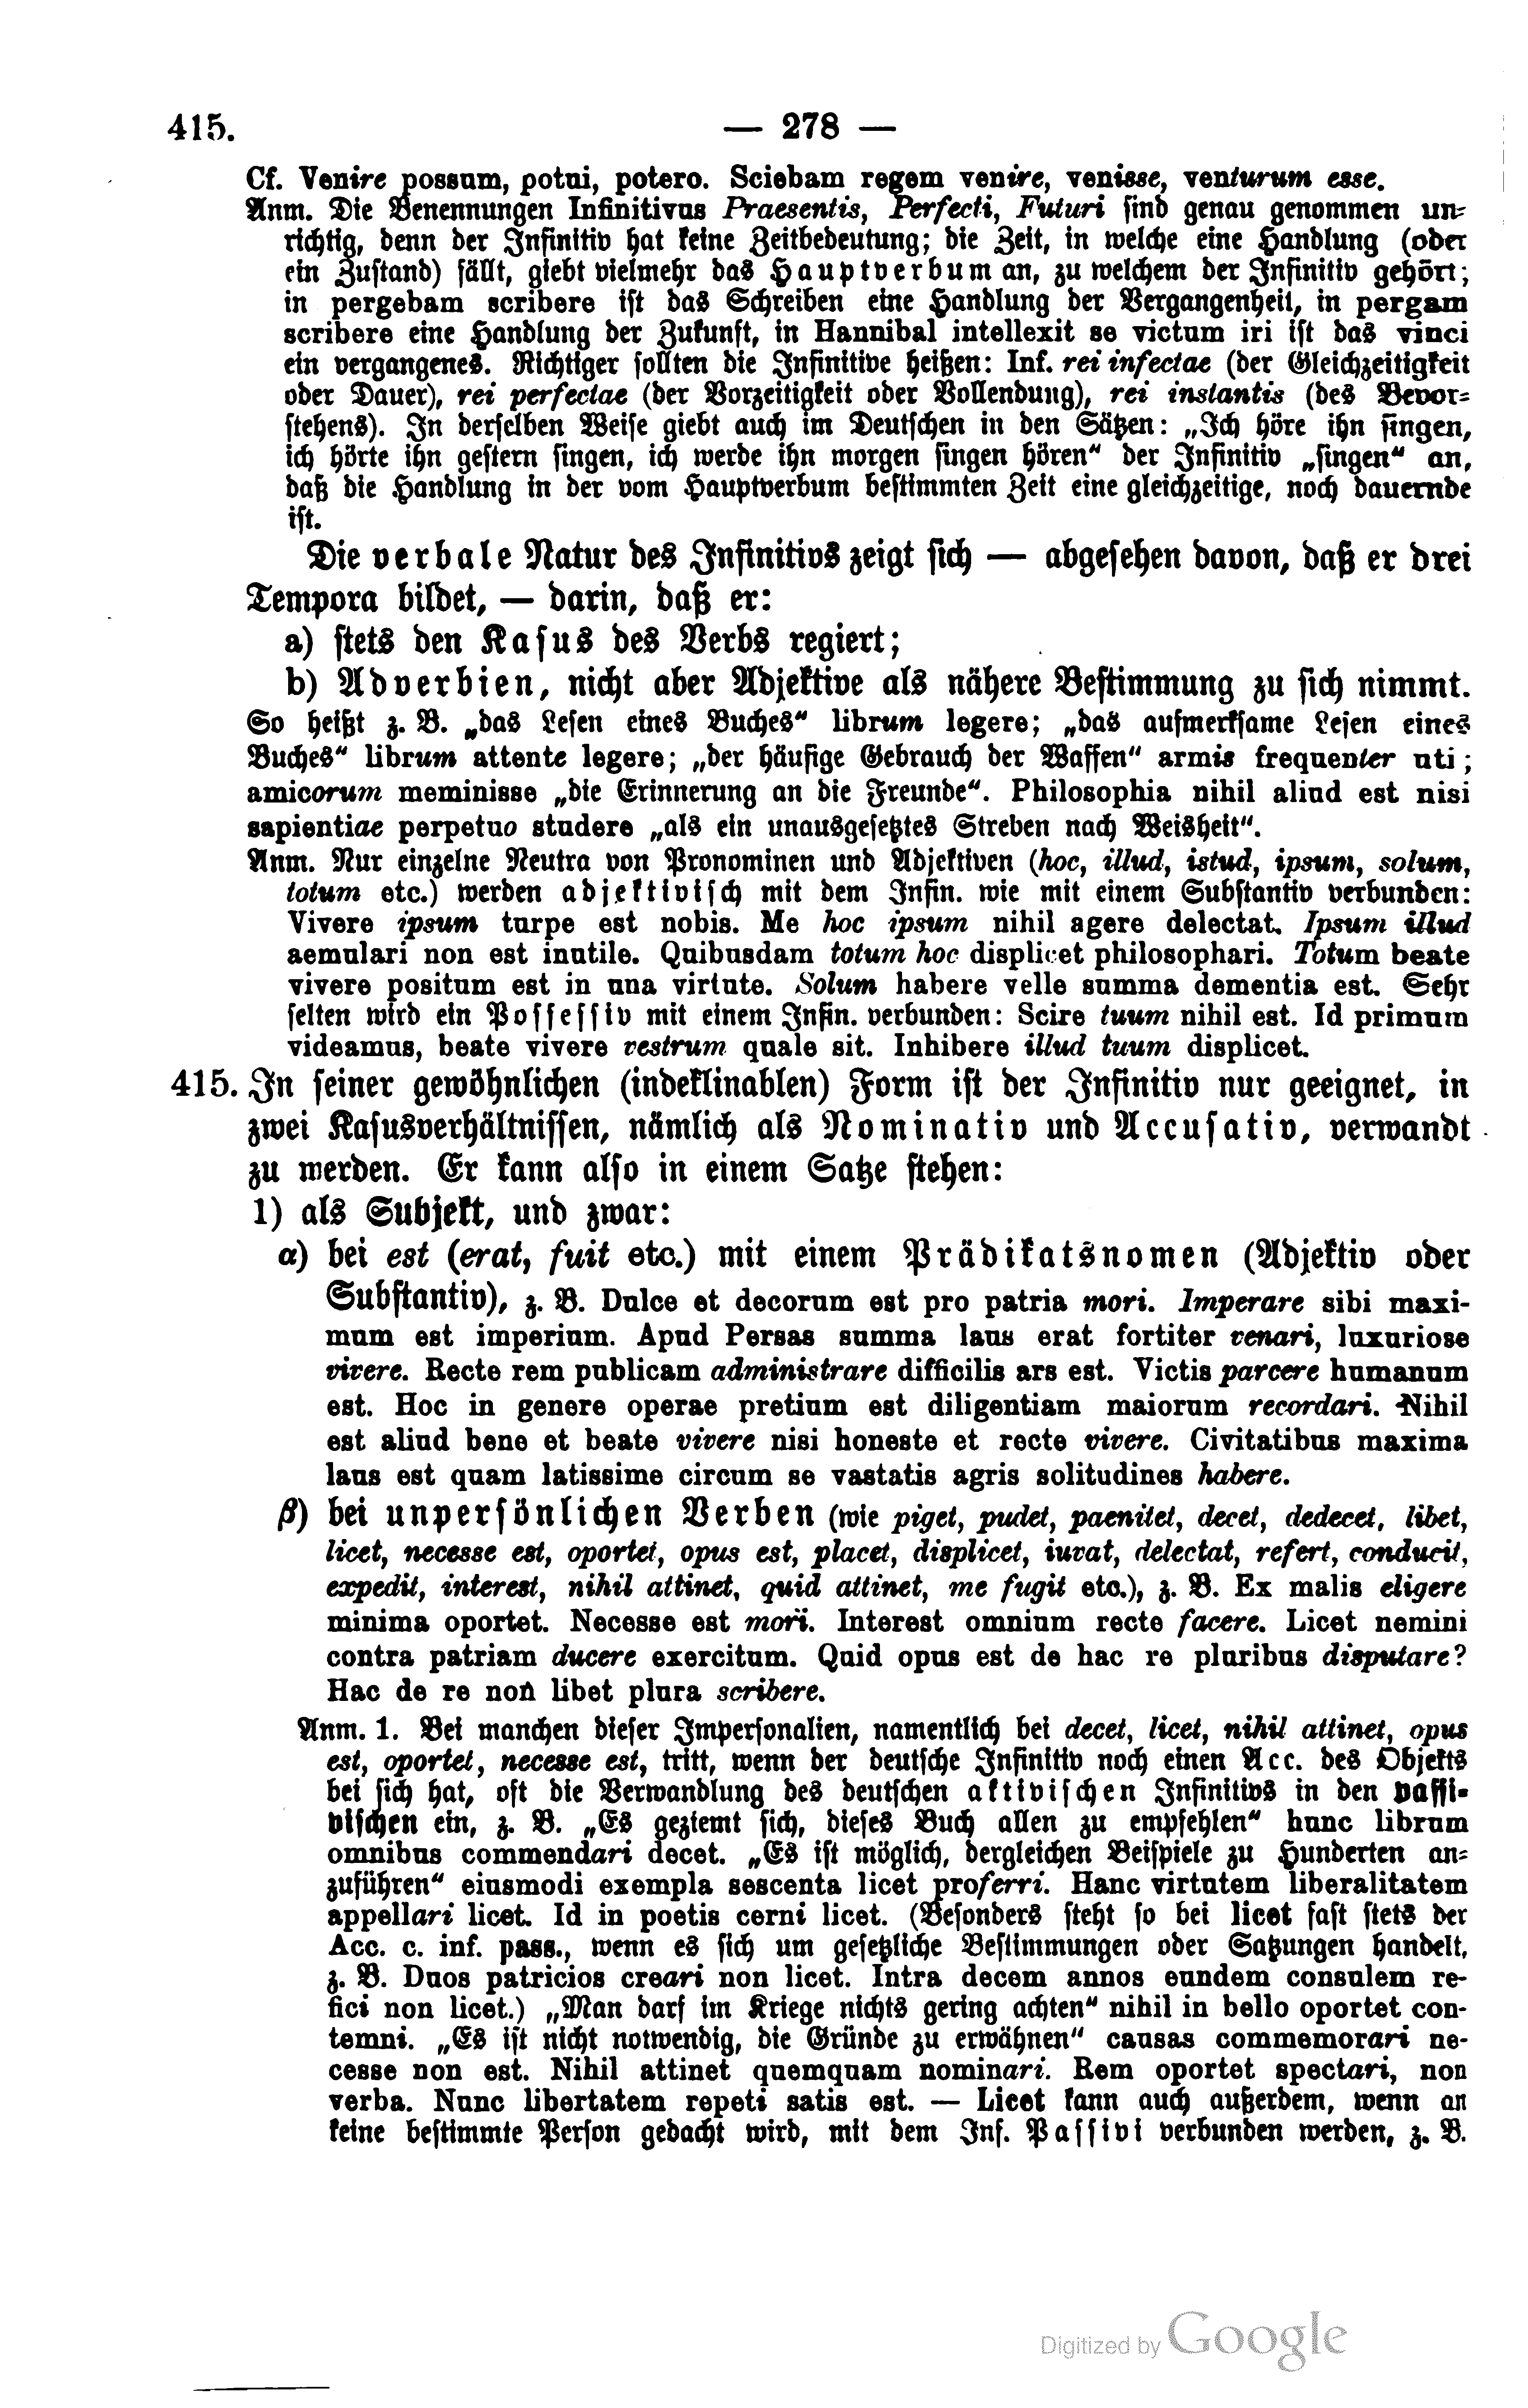 415. — 278 —
Cf. Venire possum, potui, potero. Sciebam regem venire, venisse, venturum esse.
Anm. Die Benennungen Infinitivus Praesentis, Perfecti, Futuri sind genau genommen un-
richtig, denn der Infinitiv hat keine Zeitbedeutung; die Zeit, in welche eine Handlung (oder
ein Zustand) fällt, giebt vielmehr das Hauptverbum an, zu welchem der Infinitiv gehört;
in pergebam scribere ist das Schreiben eine Handlung der Vergangenheit, in pergam
scribere eine Handlung der Zukunft, in Hannibal intellexit se victum iri ist das vinci
ein vergangenes. Richtiger sollten die Infinitive heißen: Inf. rei infectae (der Gleichzeitigkeit
oder Dauer), rei perfectae (der Vorzeitigkeit oder Vollendung), rei instantis (des Bevor-
stehens). In derselben Weise giebt auch im Deutschen in den Sätzen: „Ich höre ihn singen,
ich hörte ihn gestern singen, ich werde ihn morgen singen hören“ der Infinitiv „singen“ an,
daß die Handlung in der vom Hauptverbum bestimmten Zeit eine gleichzeitige, noch dauernde
ist.
Die verbale Natur des Infinitivs zeigt sich — abgesehen davon, daß er drei
Tempora bildet, — darin, daß er:
a) stets den Kasus des Verbs regiert;
b) Adverbien, nicht aber Adjektive als nähere Bestimmung zu sich nimmt.
So heißt z. B. „das Lesen eines Buches“ librum legere; „das aufmerksame Lesen eines
Buches“ librum attente legere; „der häufige Gebrauch der Waffen“ armis frequenter uti;
amicorum meminisse „die Erinnerung an die Freunde“. Philosophia nihil aliud est nisi
sapientiae perpetuo studere „als ein unausgesetztes Streben nach Weisheit“.
Anm. Nur einzelne Neutra von Pronominen und Adjektiven (hoc, illud, istud, ipsum, solum,
totum etc.) werden adjektivisch mit dem Infin. wie mit einem Substantiv verbunden:
Vivere ipsum turpe est nobis. Me hoc ipsum nihil agere delectat. Ipsum illud
aemulari non est inutile. Quibusdam totum hoc displicet philosophari. Totum beate
vivere positum est in una virtute. Solum habere velle summa dementia est. Sehr
selten wird ein Possessiv mit einem Infin. verbunden: Scire tuum nihil est. Id primum
videamus, beate vivere vestrum quale sit. Inhibere illud tuum displicet.
415. In seiner gewöhnlichen (indeklinablen) Form ist der Infinitiv nur geeignet, in
zwei Kasusverhältnissen, nämlich als Nominativ und Accusativ, verwandt
zu werden. Er kann also in einem Satze stehen:
1) als Subjekt, und zwar:
α) bei est (erat, fuit etc.) mit einem Prädikatsnomen (Adjektiv oder
Substantiv), z. B. Dulce et decorum est pro patria mori. Imperare sibi maxi-
mum est imperium. Apud Persas summa laus erat fortiter venari, luxuriose
vivere. Recte rem publicam administrare difficilis ars est. Victis parcere humanum
est. Hoc in genere operae pretium est diligentiam maiorum recordari. Nihil
est aliud bene et beate vivere nisi honeste et recte vivere. Civitatibus maxima
laus est quam latissime circum se vastatis agris solitudines habere.
β) bei unpersönlichen Verben (wie piget, pudet, paenitet, decet, dedecet, libet,
licet, necesse est, oportet, opus est, placet, displicet, iuvat, delectat, refert, conducit,
expedit, interest, nihil attinet, quid attinet, me fugit etc.), z. B. Ex malis eligere
minima oportet. Necesse est mori. Interest omnium recte facere. Licet nemini
contra patriam ducere exercitum. Quid opus est de hac re pluribus disputare?
Hac de re non libet plura scribere.
Anm. 1. Bei manchen dieser Impersonalien, namentlich bei decet, licet, nihil attinet, opus
est, oportet, necesse est, tritt, wenn der deutsche Infinitiv noch einen Acc. des Objekts
bei sich hat, oft die Verwandlung des deutschen aktivischen Infinitivs in den passi-
vischen ein, z. B. „Es geziemt sich, dieses Buch allen zu empfehlen“ hunc librum
omnibus commendari decet. „Es ist möglich, dergleichen Beispiele zu Hunderten an-
zuführen“ eiusmodi exempla sescenta licet proferri. Hanc virtutem liberalitatem
appellari licet. Id in poetis cerni licet. (Besonders steht so bei licet fast stets der
Acc. c. inf. pass., wenn es sich um gesetzliche Bestimmungen oder Satzungen handelt,
z. B. Duos patricios creari non licet. Intra decem annos eundem consulem re-
fici non licet.) „Man darf im Kriege nichts gering achten“ nihil in bello oportet con-
temni. „Es ist nicht notwendig, die Gründe zu erwähnen“ causas commemorari ne-
cesse non est. Nihil attinet quemquam nominari. Rem oportet spectari, non
verba. Nunc libertatem repeti satis est. — Licet kann auch außerdem, wenn an
keine bestimmte Person gedacht wird, mit dem Inf. Passivi verbunden werden, z. B.
Digitized by Google